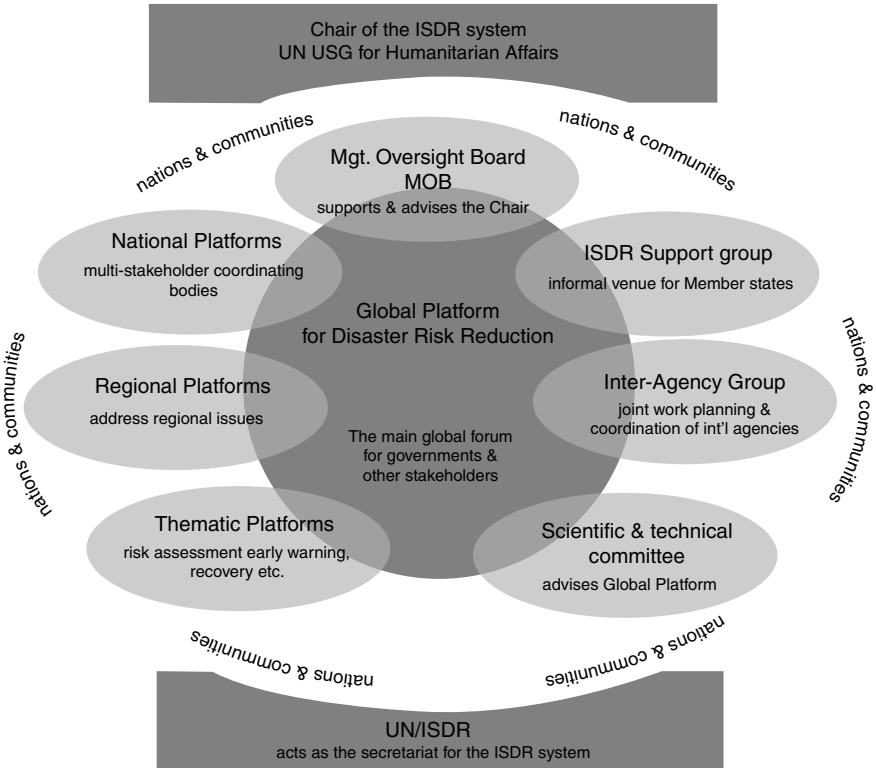 Chair of the ISDR system
UN USG for Humanitarian Affairs
nations & communities
nations & communities
Mgt. Oversight Board
MOB
supports & advises the Chair
National Platforms
multi-stakeholder coordinating
bodies
ISDR Support group
informal venue for Member states
Global Platform
for Disaster Risk Reduction
nations & communities
nations & communities
Regional Platforms
address regional issues
Inter-Agency Group
joint work planning &
coordination of int'l agencies
The main global forum
for governments &
other stakeholders
Thematic Platforms
risk assessment early warning,
recovery etc.
Scientific & technical
committee
advises Global Platform
nations & communities
nations & communities
UN/ISDR
acts as the secretariat for the ISDR system